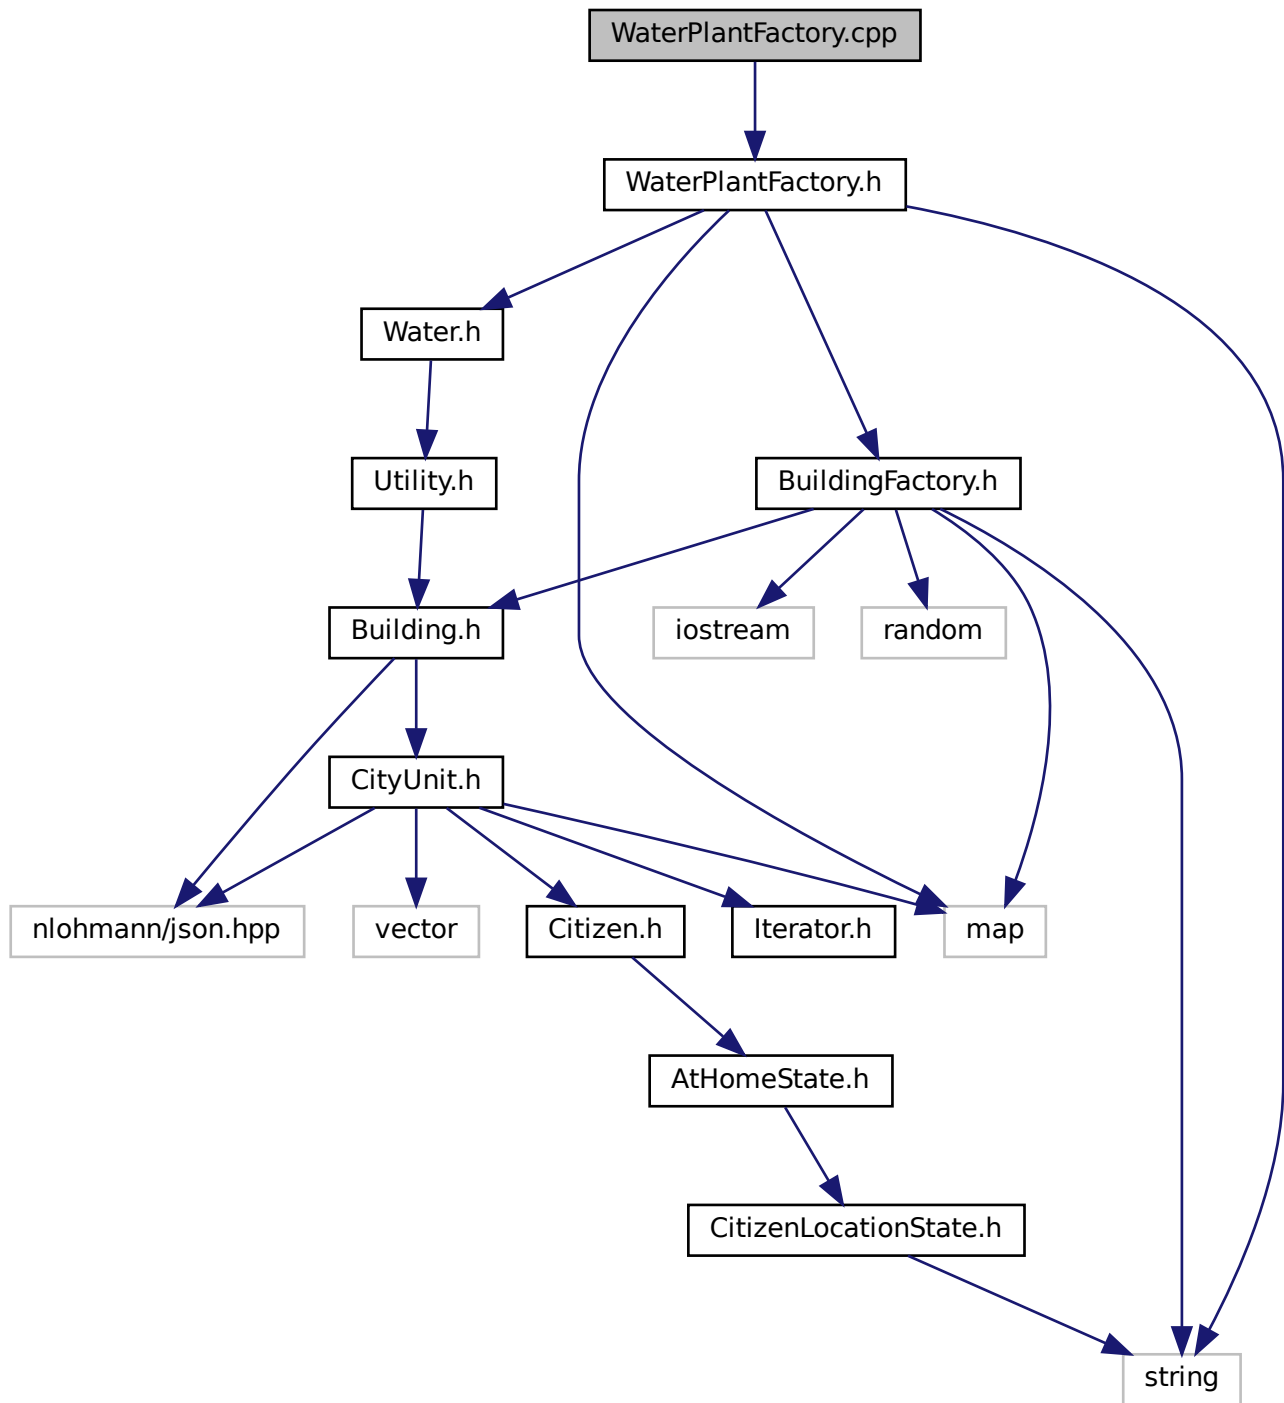 WaterPlantFactory.cpp
WaterPlantFactory.h
Water.h
Utility.h
BuildingFactory.h
Building.h
iostream
random
CityUnit.h
nlohmann/json.hpp
vector
Citizen.h
Iterator.h
map
AtHomeState.h
CitizenLocationState.h
string